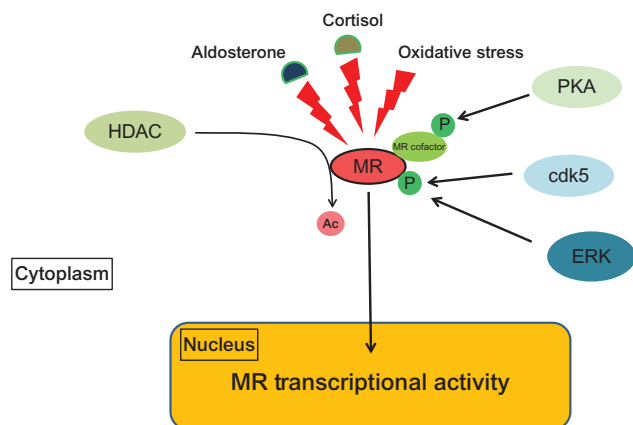 Cortisol
Aldosterone
Oxidative stress
PKA
HDAC
P
MR cofactor
MR
P
cdk5
Ac
ERK
Cytoplasm
Nucleus
MR transcriptional activity